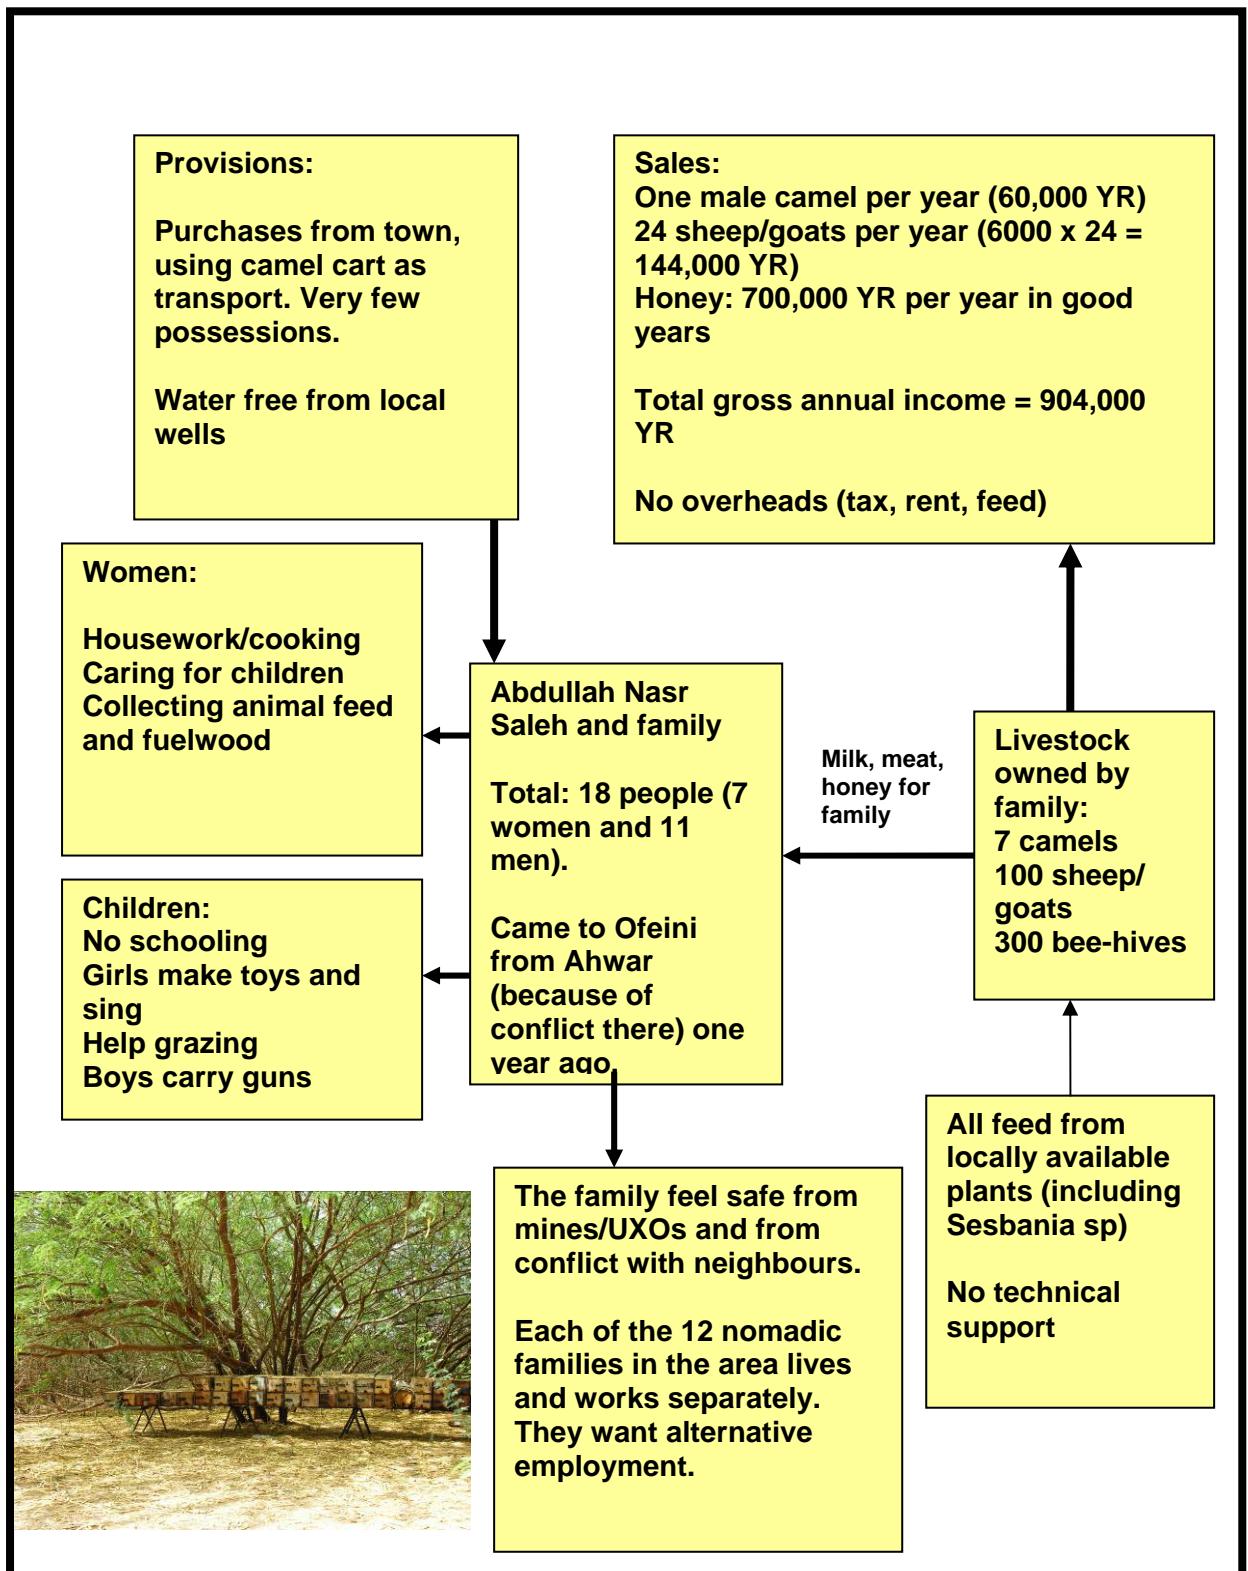 Provisions:
Purchases from town,
using camel cart as
transport. Very few
possessions.
Water free from local
wells
Sales:
One male camel per year (60,000 YR)
24 sheep/goats per year (6000 x 24 =
144,000 YR)
Honey: 700,000 YR per year in good
years
Total gross annual income = 904,000
YR
No overheads (tax, rent, feed)
Women:
Housework/cooking
Caring for children
Collecting animal feed
and fuelwood
Abdullah Nasr
Saleh and family
Total: 18 people (7
women and 11
men).
Came to Ofeini
from Ahwar
(because of
conflict there) one
year ago.
Milk, meat,
honey for
family
Livestock
owned by
family:
7 camels
100 sheep/
goats
300 bee-hives
Children:
No schooling
Girls make toys and
sing
Help grazing
Boys carry guns
The family feel safe from
mines/UXOs and from
conflict with neighbours.
Each of the 12 nomadic
families in the area lives
and works separately.
They want alternative
employment.
All feed from
locally available
plants (including
Sesbania sp)
No technical
support